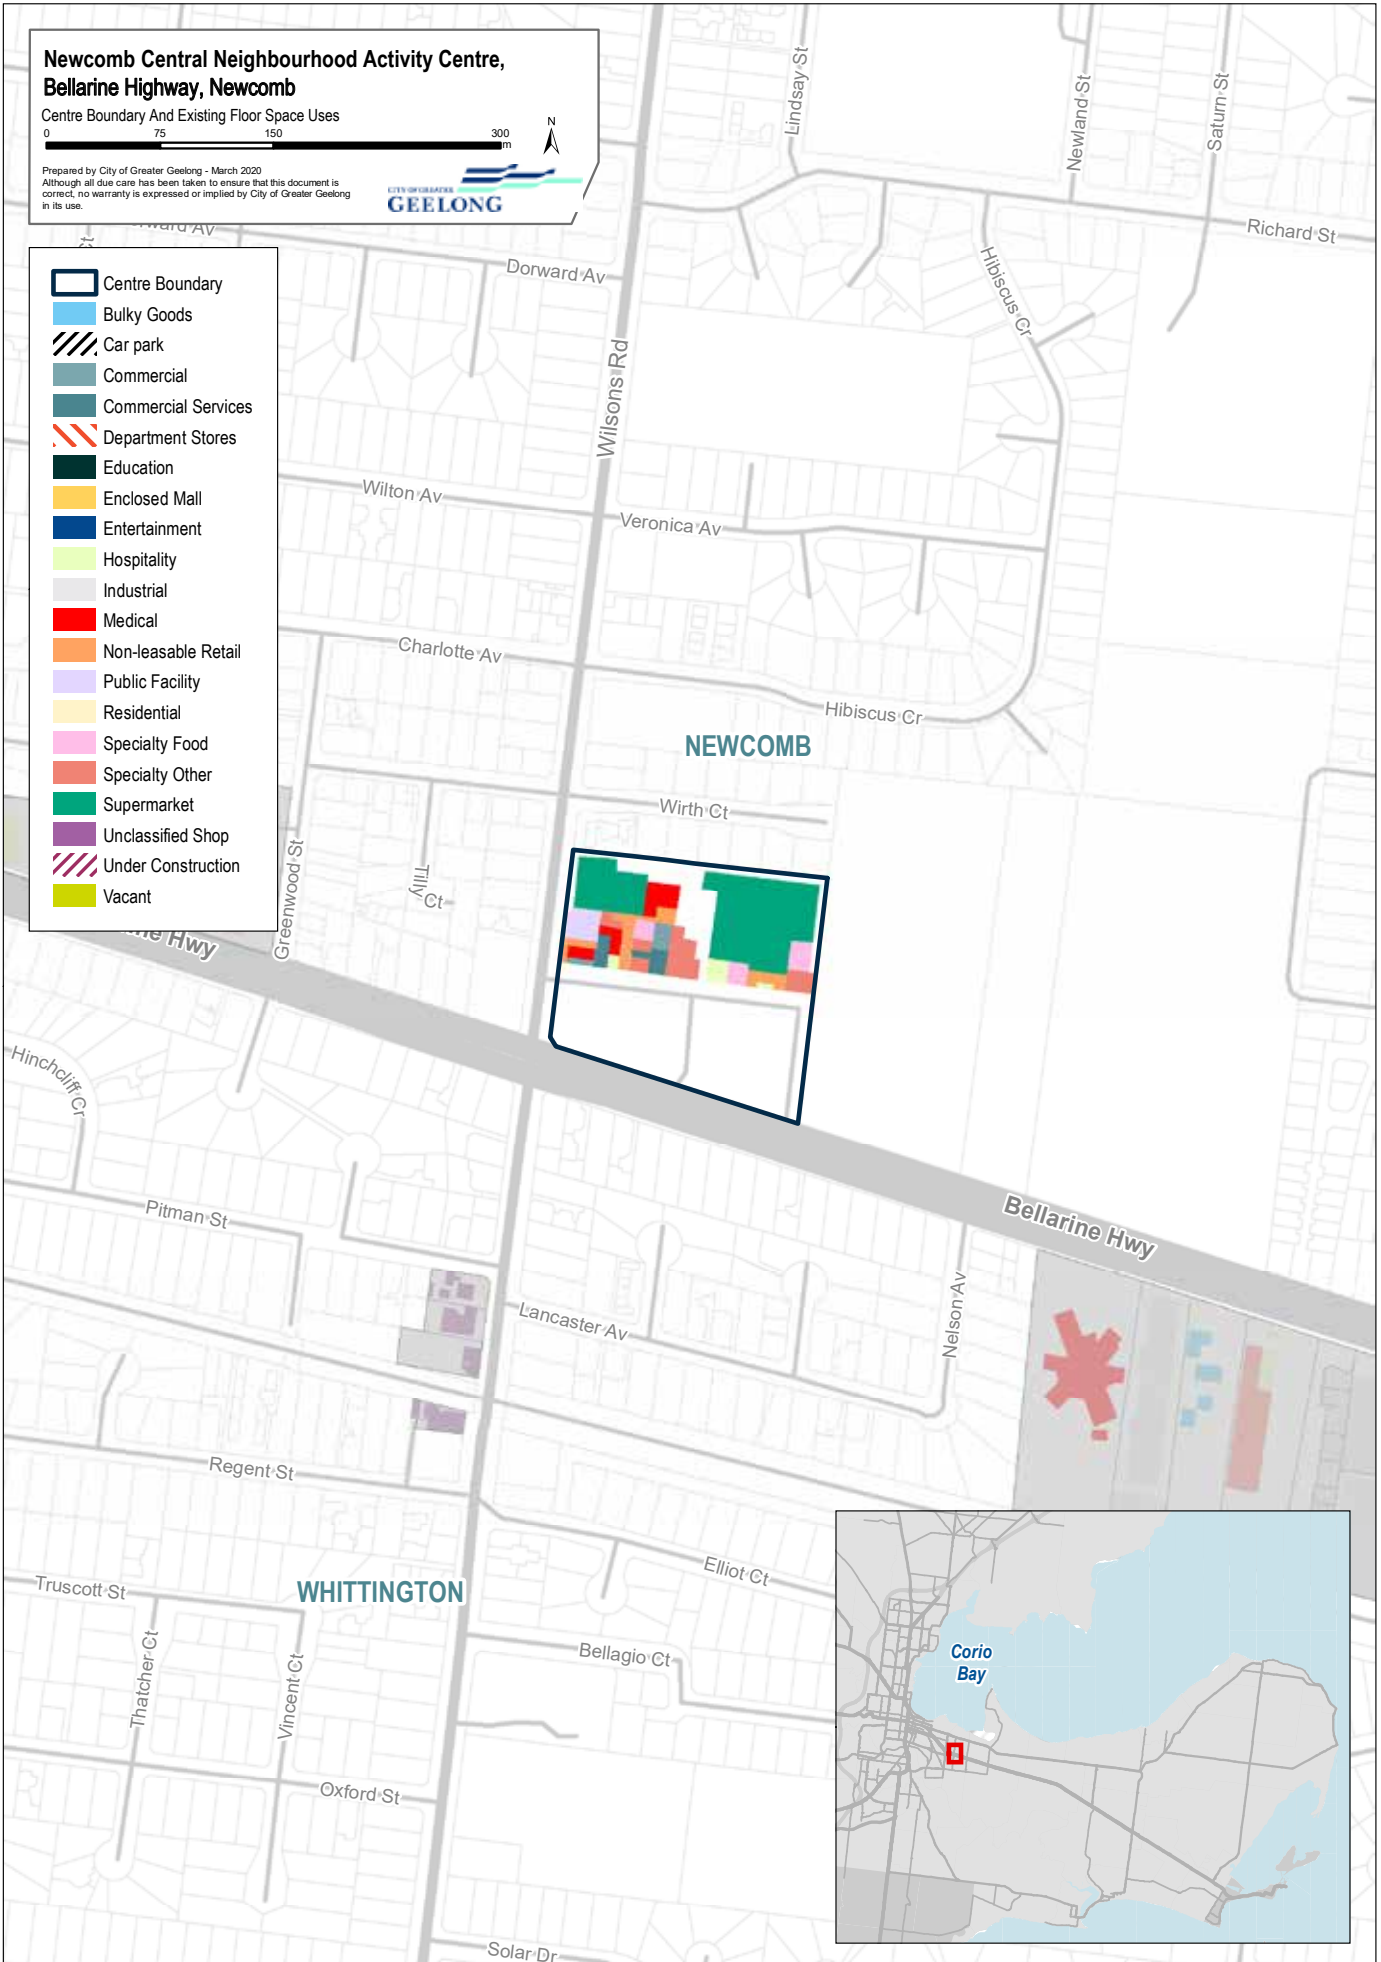 Newcomb Central Neighbourhood Activity Centre,
Bellarine Highway, Newcomb
Centre Boundary And Existing Floor Space Uses
0 75 150 300
m
N
Prepared by City of Greater Geelong - March 2020
Although all due care has been taken to ensure that this document is
correct, no warranty is expressed or implied by City of Greater Geelong
in its use.
CITY OF GREATER
GEELONG
Centre Boundary
Bulky Goods
Car park
Commercial
Commercial Services
Department Stores
Education
Enclosed Mall
Entertainment
Hospitality
Industrial
Medical
Non-leasable Retail
Public Facility
Residential
Specialty Food
Specialty Other
Supermarket
Unclassified Shop
Under Construction
Vacant
Lindsay St
Newland St
Saturn St
Richard St
Av
Dorward Av
Hibiscus Cr
Wilsons Rd
Wilton Av
Veronica Av
Charlotte Av
Hibiscus Cr
NEWCOMB
Wirth Ct
Tilly Ct
Greenwood St
Hwy
Hinchcliff Cr
Pitman St
Bellarine Hwy
Nelson Av
Lancaster Av
Regent St
Elliot Ct
Truscott St
WHITTINGTON
Thatcher Ct
Vincent Ct
Bellagio Ct
Oxford St
Solar Dr
Corio
Bay